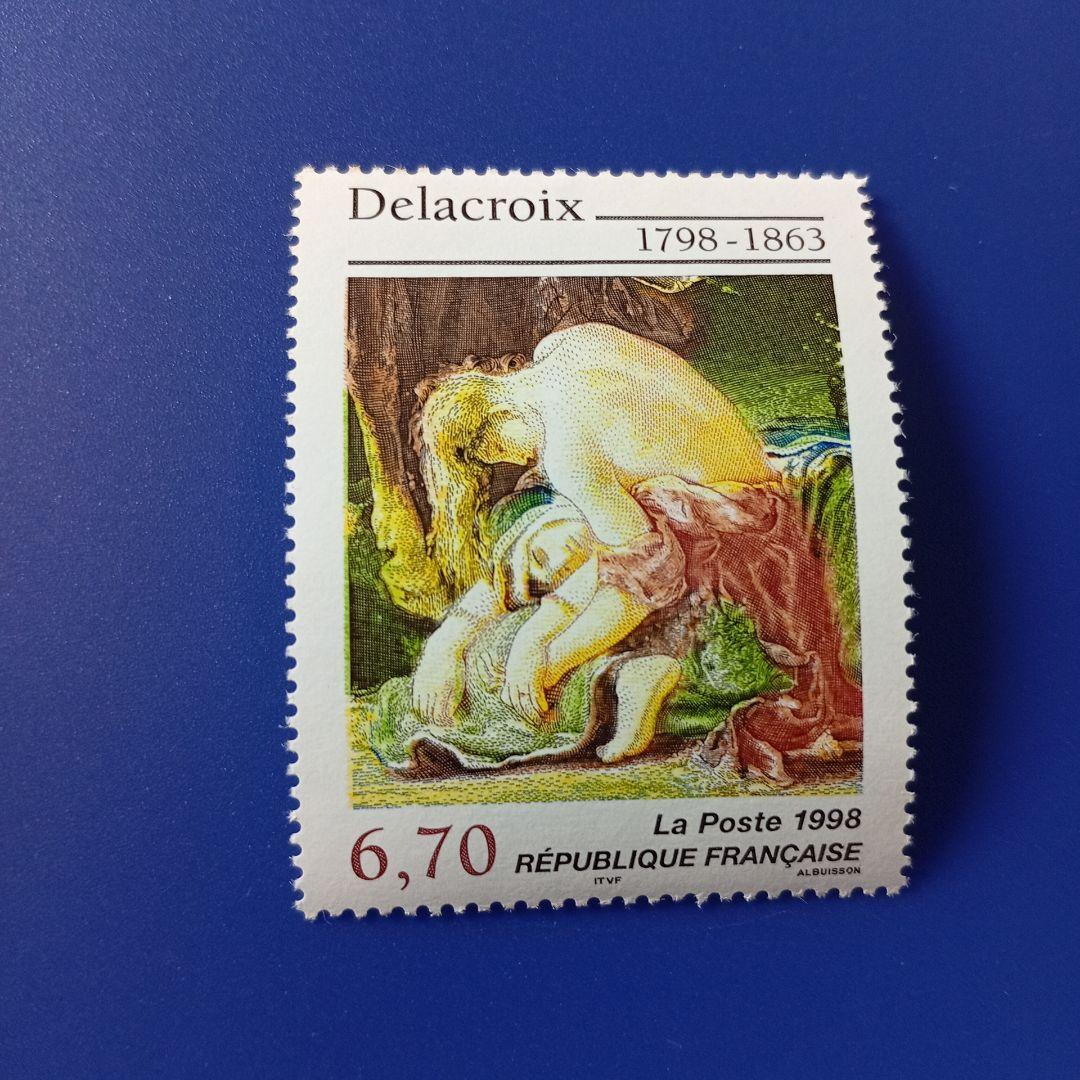 Delacroix
1798-1863
La Poste 1998
6,70
RÉPUBLIQUE FRANÇAISE
ITVF
ALBUISSON